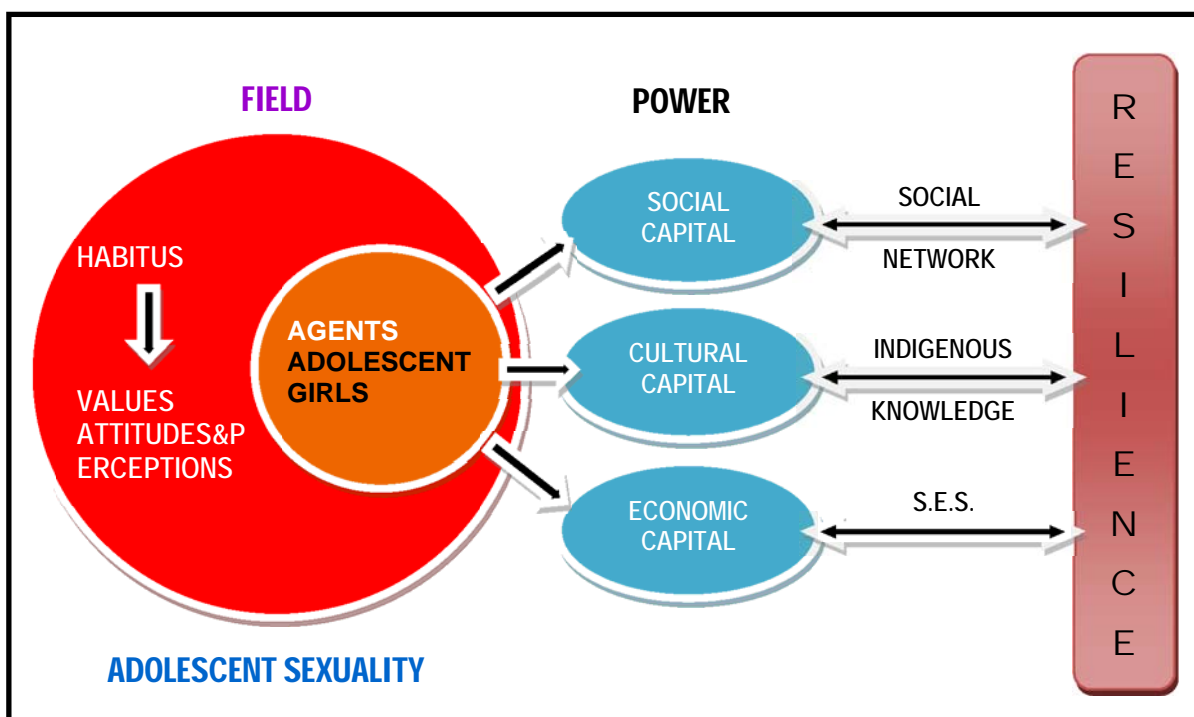 FIELD
HABITUS
VALUES
ATTITUDES&P
ERCEPTIONS
AGENTS
ADOLESCENT
GIRLS
ADOLESCENT SEXUALITY
POWER
SOCIAL
CAPITAL
CULTURAL
CAPITAL
ECONOMIC
CAPITAL
SOCIAL
NETWORK
INDIGENOUS
KNOWLEDGE
S.E.S.
R
E
S
I
L
I
E
N
C
E